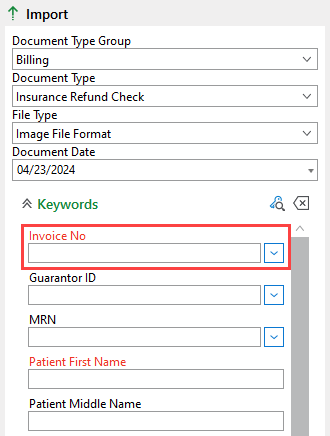 Import
Document Type Group
Billing
Document Type
Insurance Refund Check
File Type
Image File Format
Document Date
04/23/2024
Keywords
Invoice No
Guarantor ID
MRN
Patient First Name
Patient Middle Name